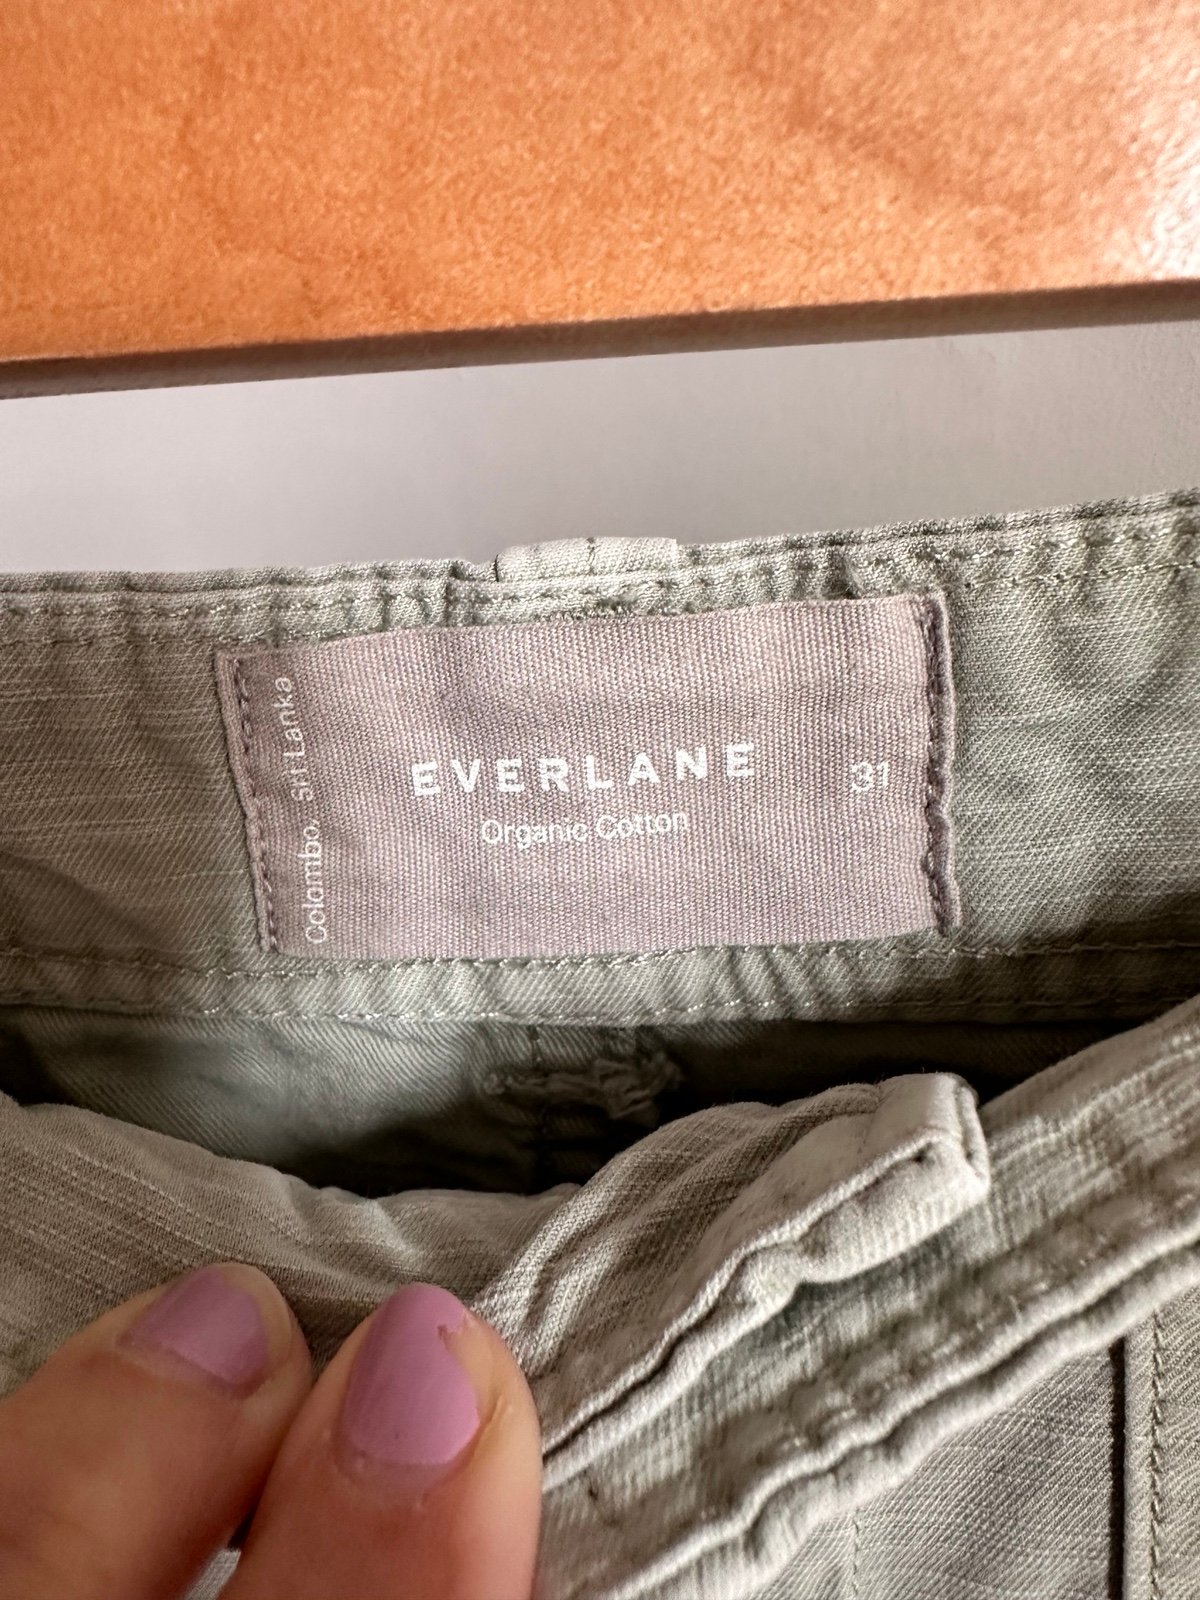 EVERLANE
Organic Cotton
31
Colombo, Sri Lanka